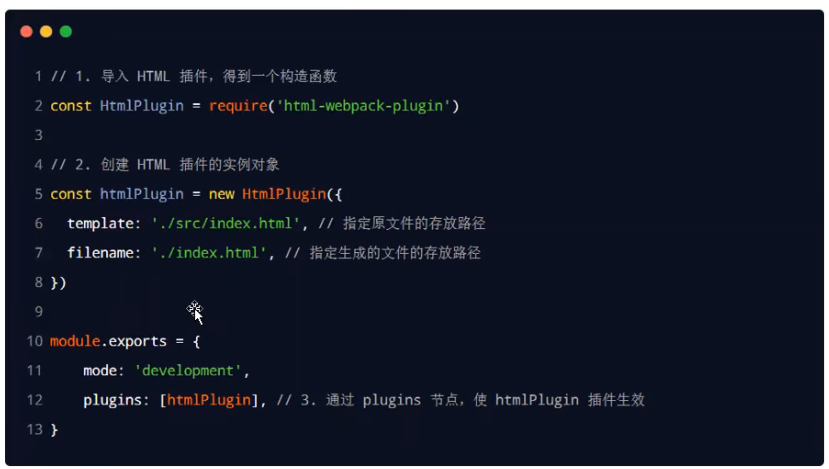 1 // 1. 导入 HTML 插件，得到一个构造函数
2 const HtmlPlugin = require('html-webpack-plugin')
3
4 // 2. 创建 HTML 插件的实例对象
5 const htmlPlugin = new HtmlPlugin({
6   template: './src/index.html', // 指定原文件的存放路径
7   filename: './index.html', // 指定生成的文件的存放路径
8 })
9
10 module.exports = {
11     mode: 'development',
12     plugins: [htmlPlugin], // 3. 通过 plugins 节点，使 htmlPlugin 插件生效
13 }